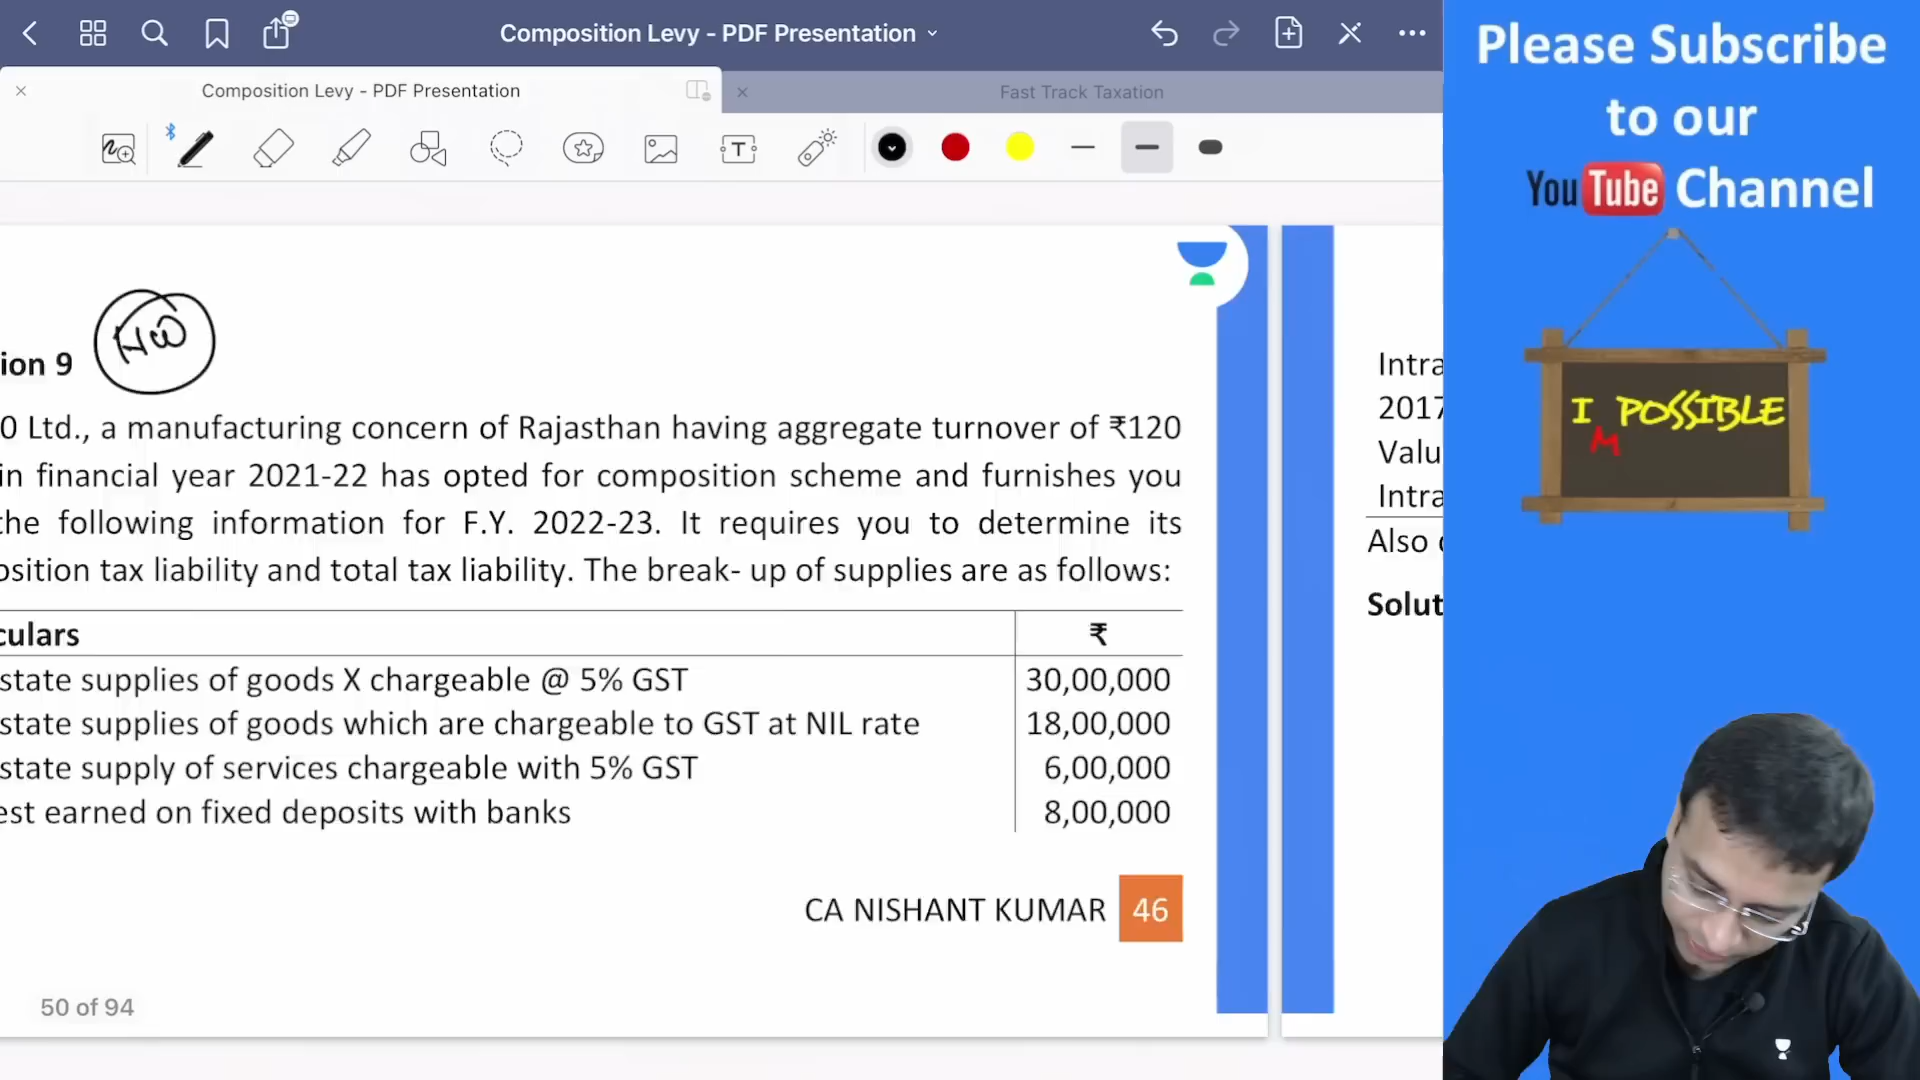 Composition Levy - PDF Presentation
Composition Levy - PDF Presentation
Fast Track Taxation
Please Subscribe
to our
YouTube Channel
I POSSIBLE
M
HW
ion 9
0 Ltd., a manufacturing concern of Rajasthan having aggregate turnover of ₹120
in financial year 2021-22 has opted for composition scheme and furnishes you
the following information for F.Y. 2022-23. It requires you to determine its
osition tax liability and total tax liability. The break- up of supplies are as follows:
culars ₹
state supplies of goods X chargeable @ 5% GST 30,00,000
state supplies of goods which are chargeable to GST at NIL rate 18,00,000
state supply of services chargeable with 5% GST 6,00,000
est earned on fixed deposits with banks 8,00,000
CA NISHANT KUMAR 46
50 of 94
Intra
2017
Valu
Intra
Also
Solut